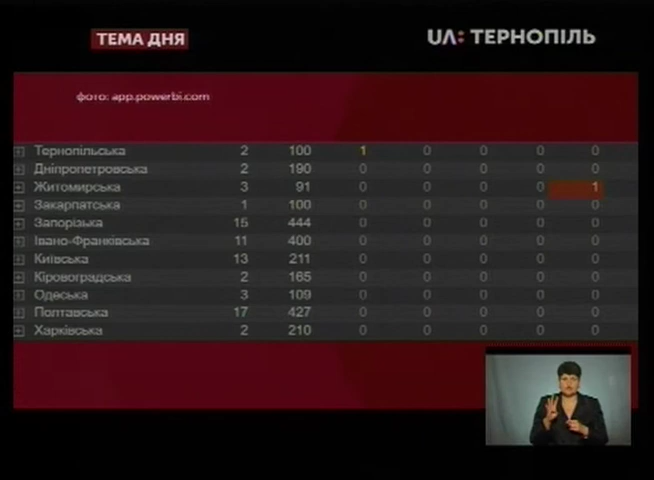 ТЕМА ДНЯ
UA: ТЕРНОПІЛЬ
фото: app.powerbi.com
Тернопільська 2 100 1 0 0 0 0
Дніпропетровська 2 190 0 0 0 0 0
Житомирська 3 91 0 0 0 0 1
Закарпатська 1 100 0 0 0 0 0
Запорізька 15 444 0 0 0 0 0
Івано-Франківська 11 400 0 0 0 0 0
Київська 13 211 0 0 0 0 0
Кіровоградська 2 165 0 0 0 0 0
Одеська 3 109 0 0 0 0 0
Полтавська 17 427 0 0 0 0 0
Харківська 2 210 0 0 0 0 0